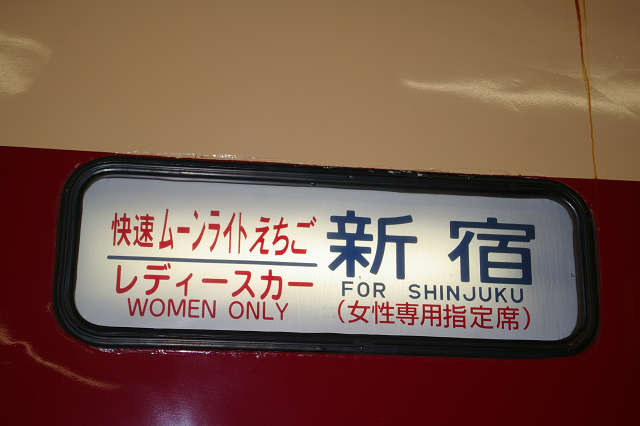 快速ムーンライトえちご
レディースカー
WOMEN ONLY
新宿
FOR SHINJUKU
(女性専用指定席)